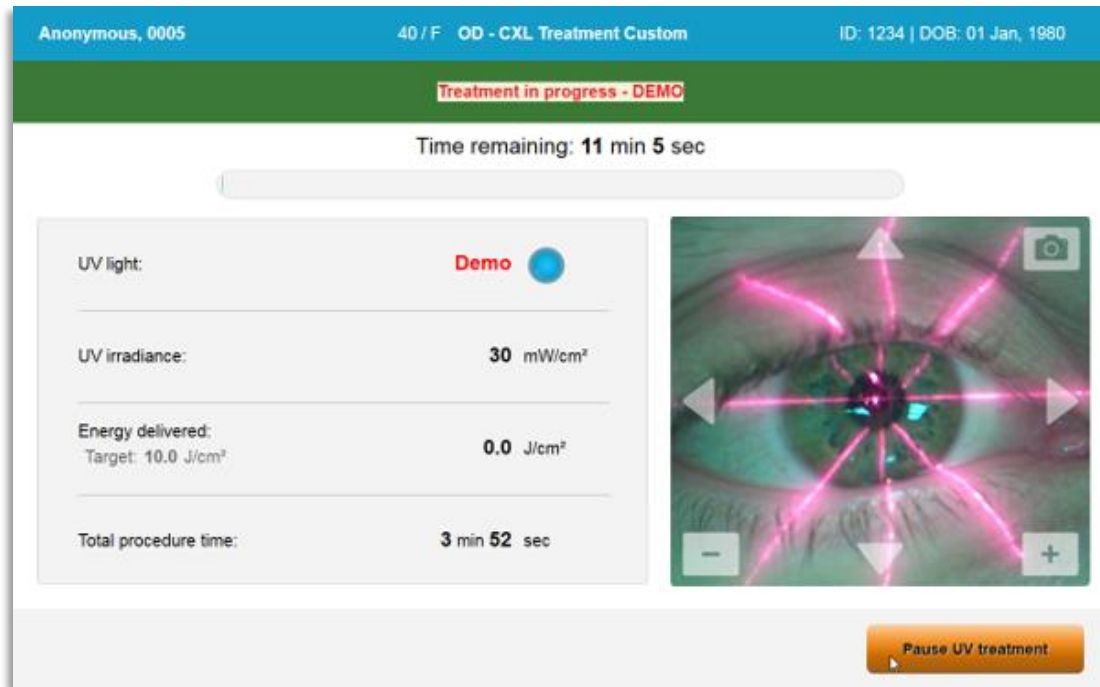 Anonymous, 0005 40 / F OD - CXL Treatment Custom ID: 1234 | DOB: 01 Jan, 1980
Treatment in progress - DEMO
Time remaining: 11 min 5 sec
UV light: Demo
UV irradiance: 30 mW/cm²
Energy delivered:
Target: 10.0 J/cm²
0.0 J/cm²
Total procedure time: 3 min 52 sec
Pause UV treatment